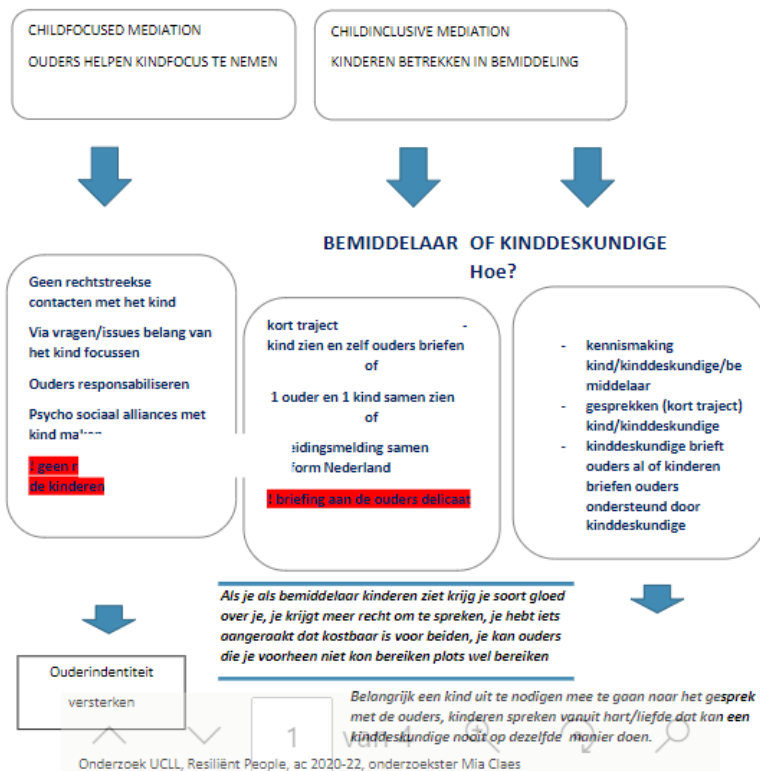 CHILDFOCUSED MEDIATION
OUDERS HELPEN KINDFOCUS TE NEMEN
CHILDINCLUSIVE MEDIATION
KINDEREN BETREKKEN IN BEMIDDELING
BEMIDDELAAR OF KINDDESKUNDIGE
Hoe?
Geen rechtstreekse
contacten met het kind
Via vragen/issues belang van
het kind focussen
Ouders responsabiliseren
Psycho sociaal alliances met
kind
! geen
de kinderen
kort traject -
kind zien en zelf ouders briefen
of
1 ouder en 1 kind samen zien
of
samen
Nederland
! briefing aan de ouders delicaat
- kennismaking
kind/kinddeskundige/be
middelaar
- gesprekken (kort traject)
kind/kinddeskundige
- kinddeskundige brieft
ouders al of kinderen
briefen ouders
ondersteund door
kinddeskundige
Als je als bemiddelaar kinderen ziet krijg je soort gloed
over je, je krijgt meer recht om te spreken, je hebt iets
aangeraakt dat kostbaar is voor beiden, je kan ouders
die je voorheen niet kon bereiken plots wel bereiken
Ouderindentiteit
versterken
Belangrijk een kind uit te nodigen mee te gaan naar het gesprek
met de ouders, kinderen spreken vanuit hart/liefde dat kan een
kinddeskundige nooit op dezelfde manier doen.
1 van 4
Onderzoek UCLL, Resiliënt People, ac 2020-22, onderzoekster Mia Claes